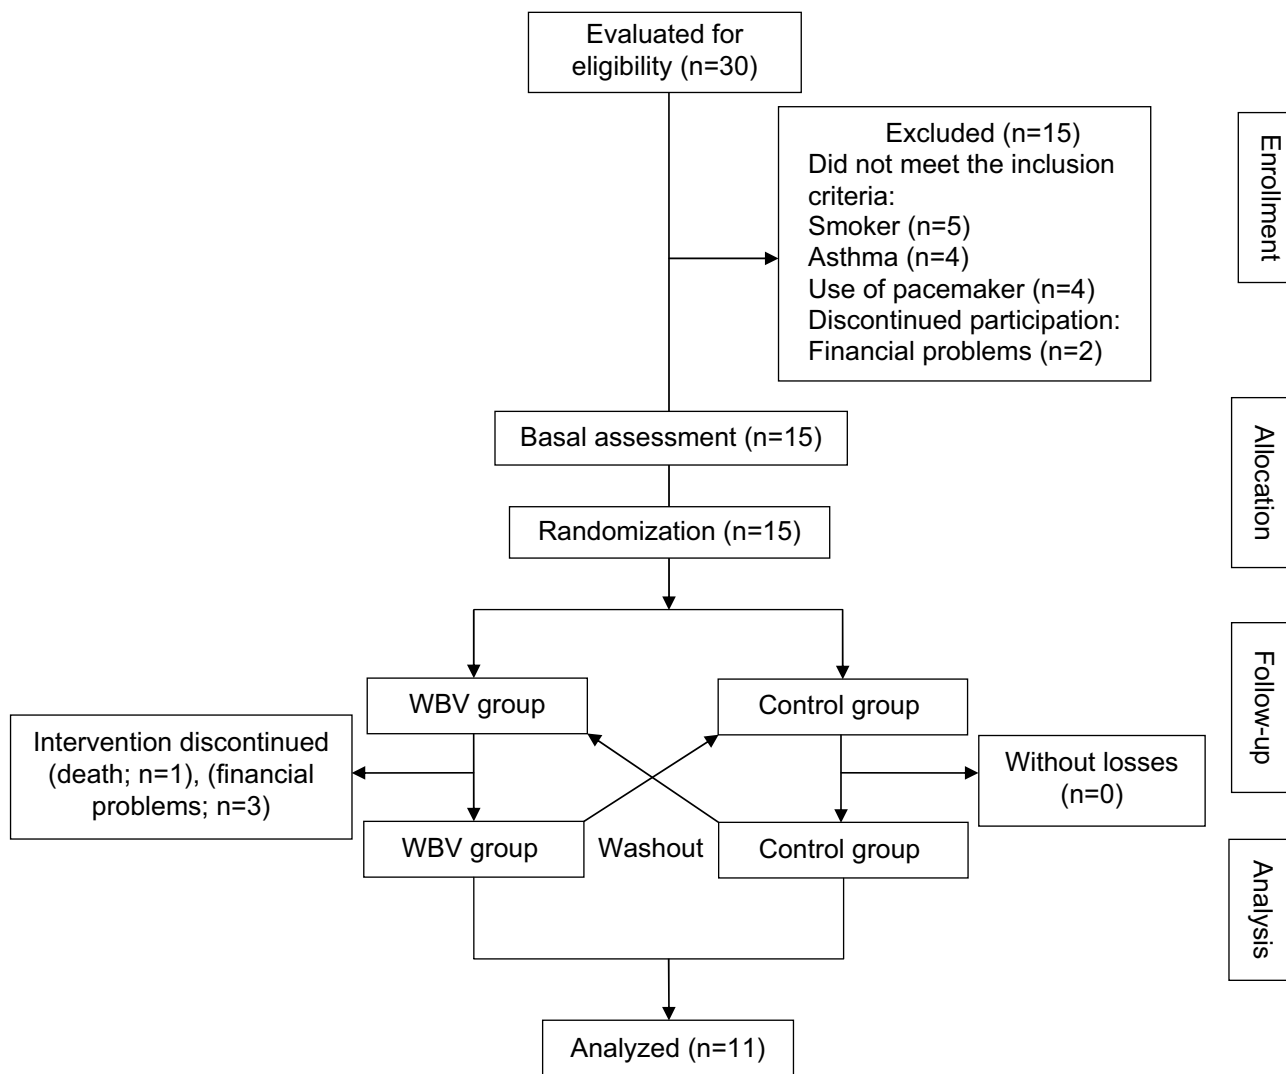 Evaluated for
eligibility (n=30)
Excluded (n=15)
Did not meet the inclusion
criteria:
Smoker (n=5)
Asthma (n=4)
Use of pacemaker (n=4)
Discontinued participation:
Financial problems (n=2)
Enrollment
Basal assessment (n=15)
Randomization (n=15)
Allocation
WBV group
Control group
Intervention discontinued
(death; n=1), (financial
problems; n=3)
Without losses
(n=0)
Follow-up
WBV group
Washout
Control group
Analysis
Analyzed (n=11)